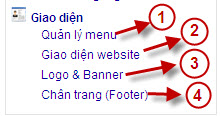 Giao diện
Quản lý menu 1
Giao diện website 2
Logo & Banner 3
Chân trang (Footer) 4